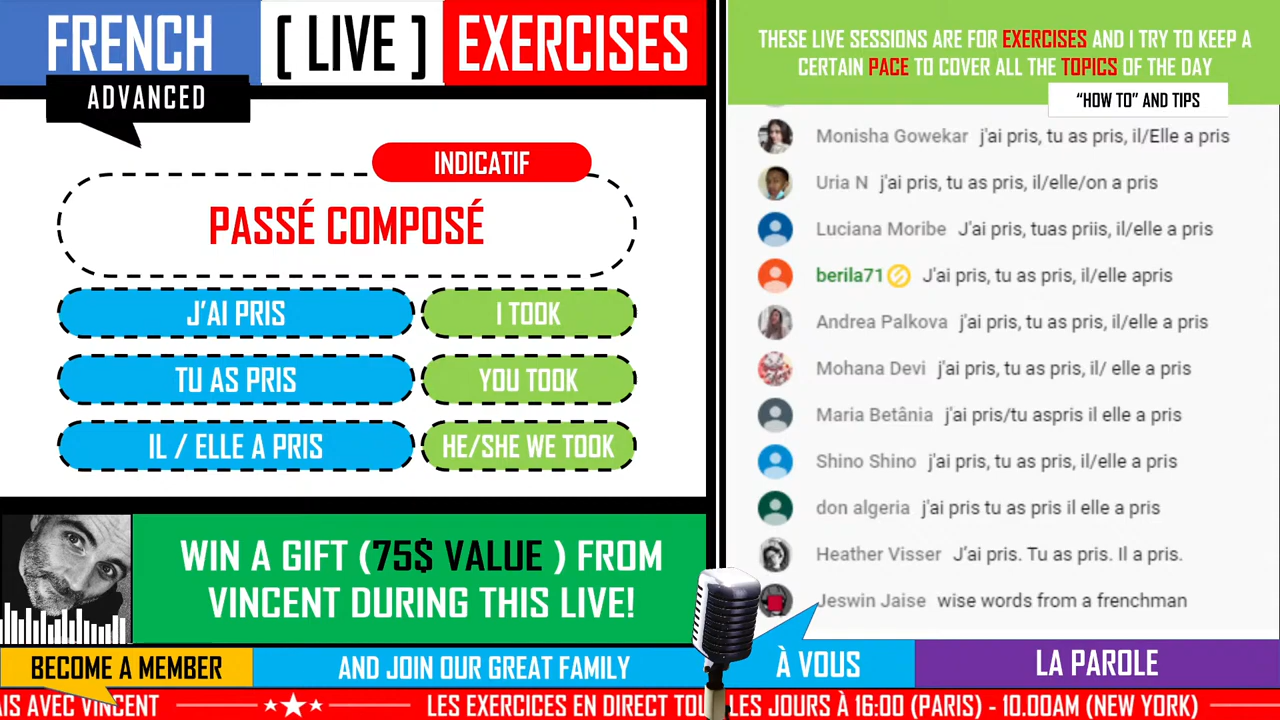 FRENCH [ LIVE ] EXERCISES
ADVANCED
INDICATIF
PASSÉ COMPOSÉ
J'AI PRIS
I TOOK
TU AS PRIS
YOU TOOK
IL / ELLE A PRIS
HE/SHE WE TOOK
WIN A GIFT (75$ VALUE ) FROM
VINCENT DURING THIS LIVE!
BECOME A MEMBER
AND JOIN OUR GREAT FAMILY
THESE LIVE SESSIONS ARE FOR EXERCISES AND I TRY TO KEEP A
CERTAIN PACE TO COVER ALL THE TOPICS OF THE DAY
“HOW TO” AND TIPS
Monisha Gowekar j'ai pris, tu as pris, il/Elle a pris
Uria N j'ai pris, tu as pris, il/elle/on a pris
Luciana Moribe J'ai pris, tuas priis, il/elle a pris
berila71 J'ai pris, tu as pris, il/elle apris
Andrea Palkova j'ai pris, tu as pris, il/elle a pris
Mohana Devi j'ai pris, tu as pris, il/ elle a pris
Maria Betânia j'ai pris/tu aspris il elle a pris
Shino Shino j'ai pris, tu as pris, il/elle a pris
don algeria j'ai pris tu as pris il elle a pris
Heather Visser J'ai pris. Tu as pris. Il a pris.
Jeswin Jaise wise words from a frenchman
À VOUS
LA PAROLE
AIS AVEC VINCENT LES EXERCICES EN DIRECT TOU LES JOURS À 16:00 (PARIS) - 10.00AM (NEW YORK)